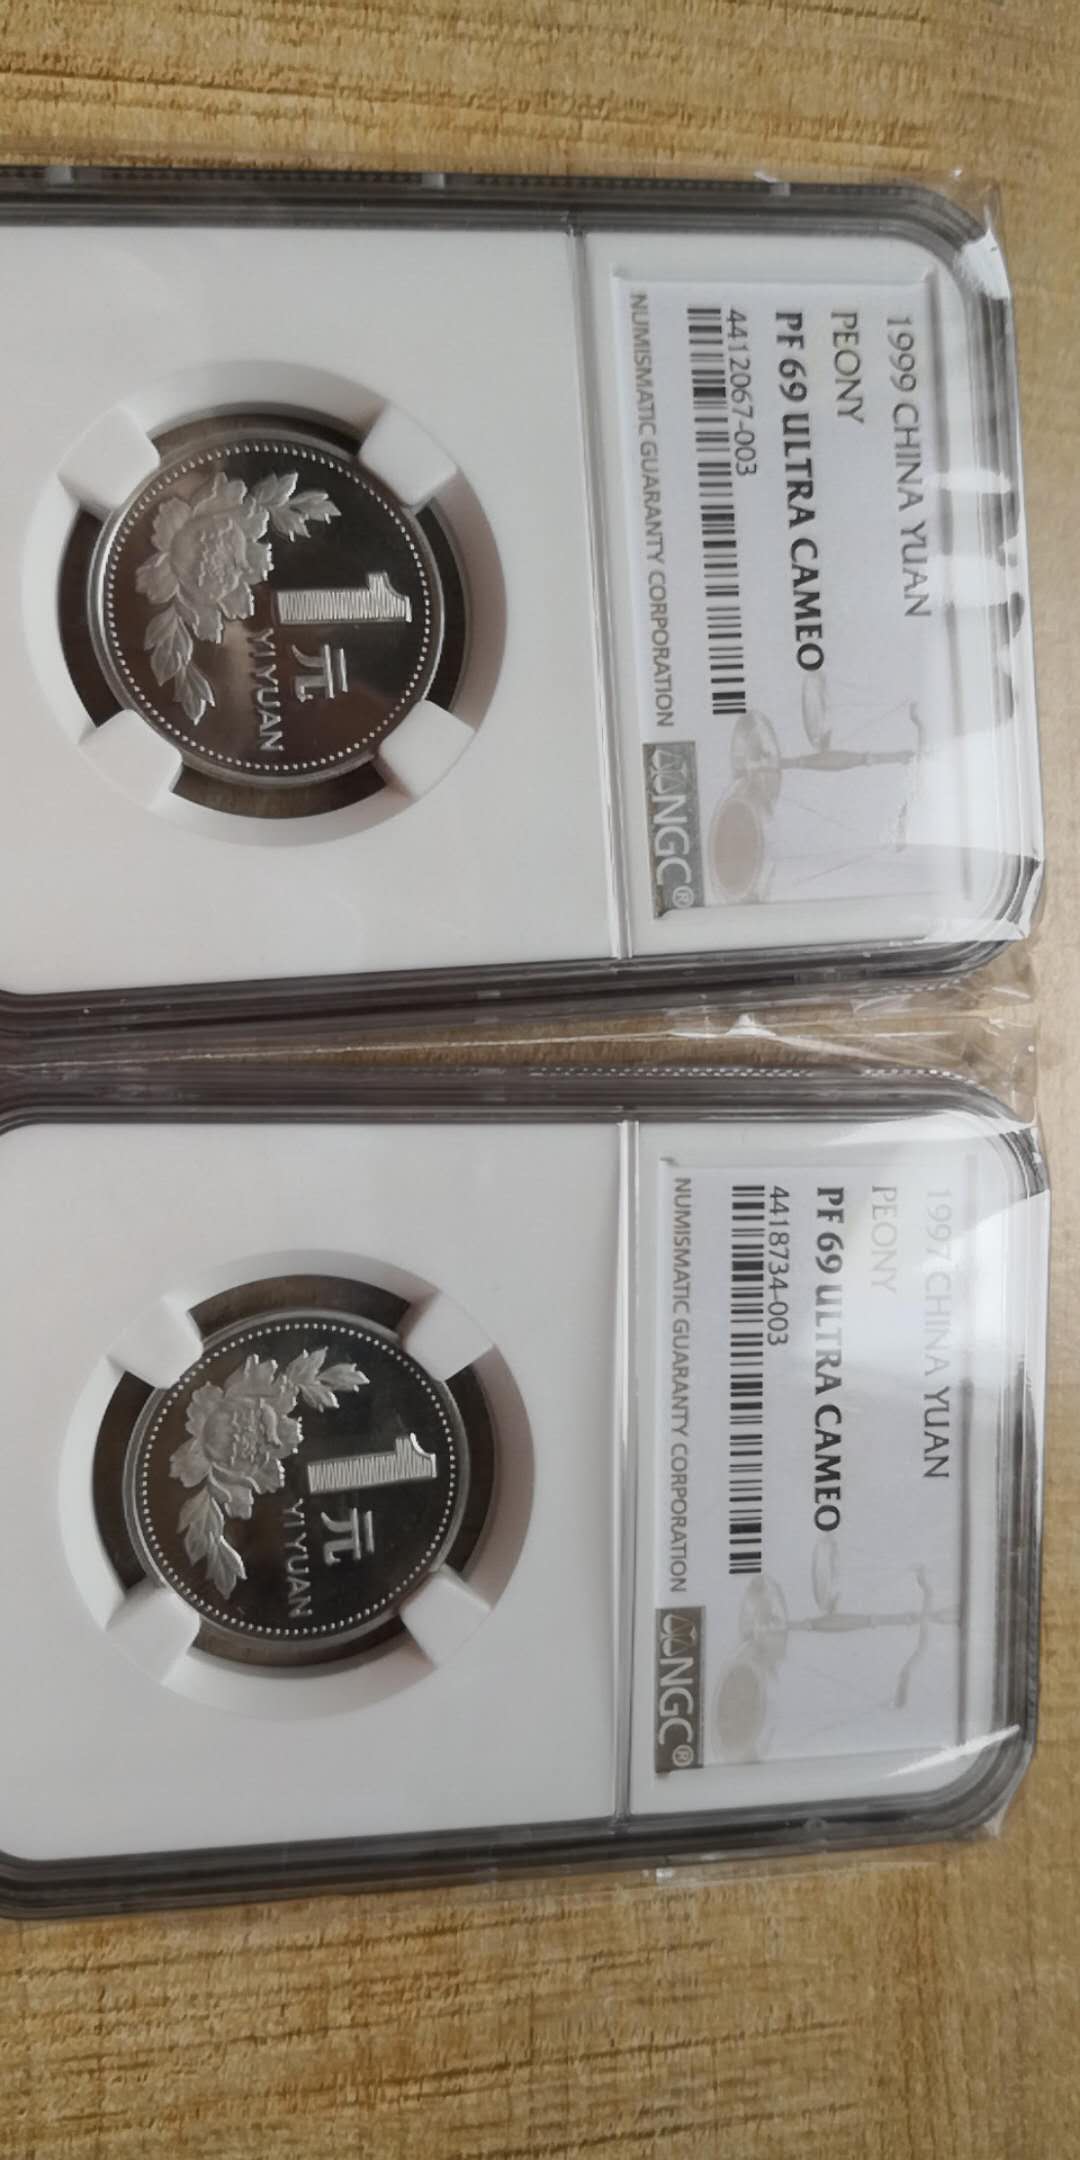 1999 CHINA YUAN
PEONY
PF 69 ULTRA CAMEO
4412067-003
NUMISMATIC GUARANTY CORPORATION
NGC®
1元
YI YUAN
1997 CHINA YUAN
PEONY
PF 69 ULTRA CAMEO
4418734-003
NUMISMATIC GUARANTY CORPORATION
NGC®
1元
YI YUAN